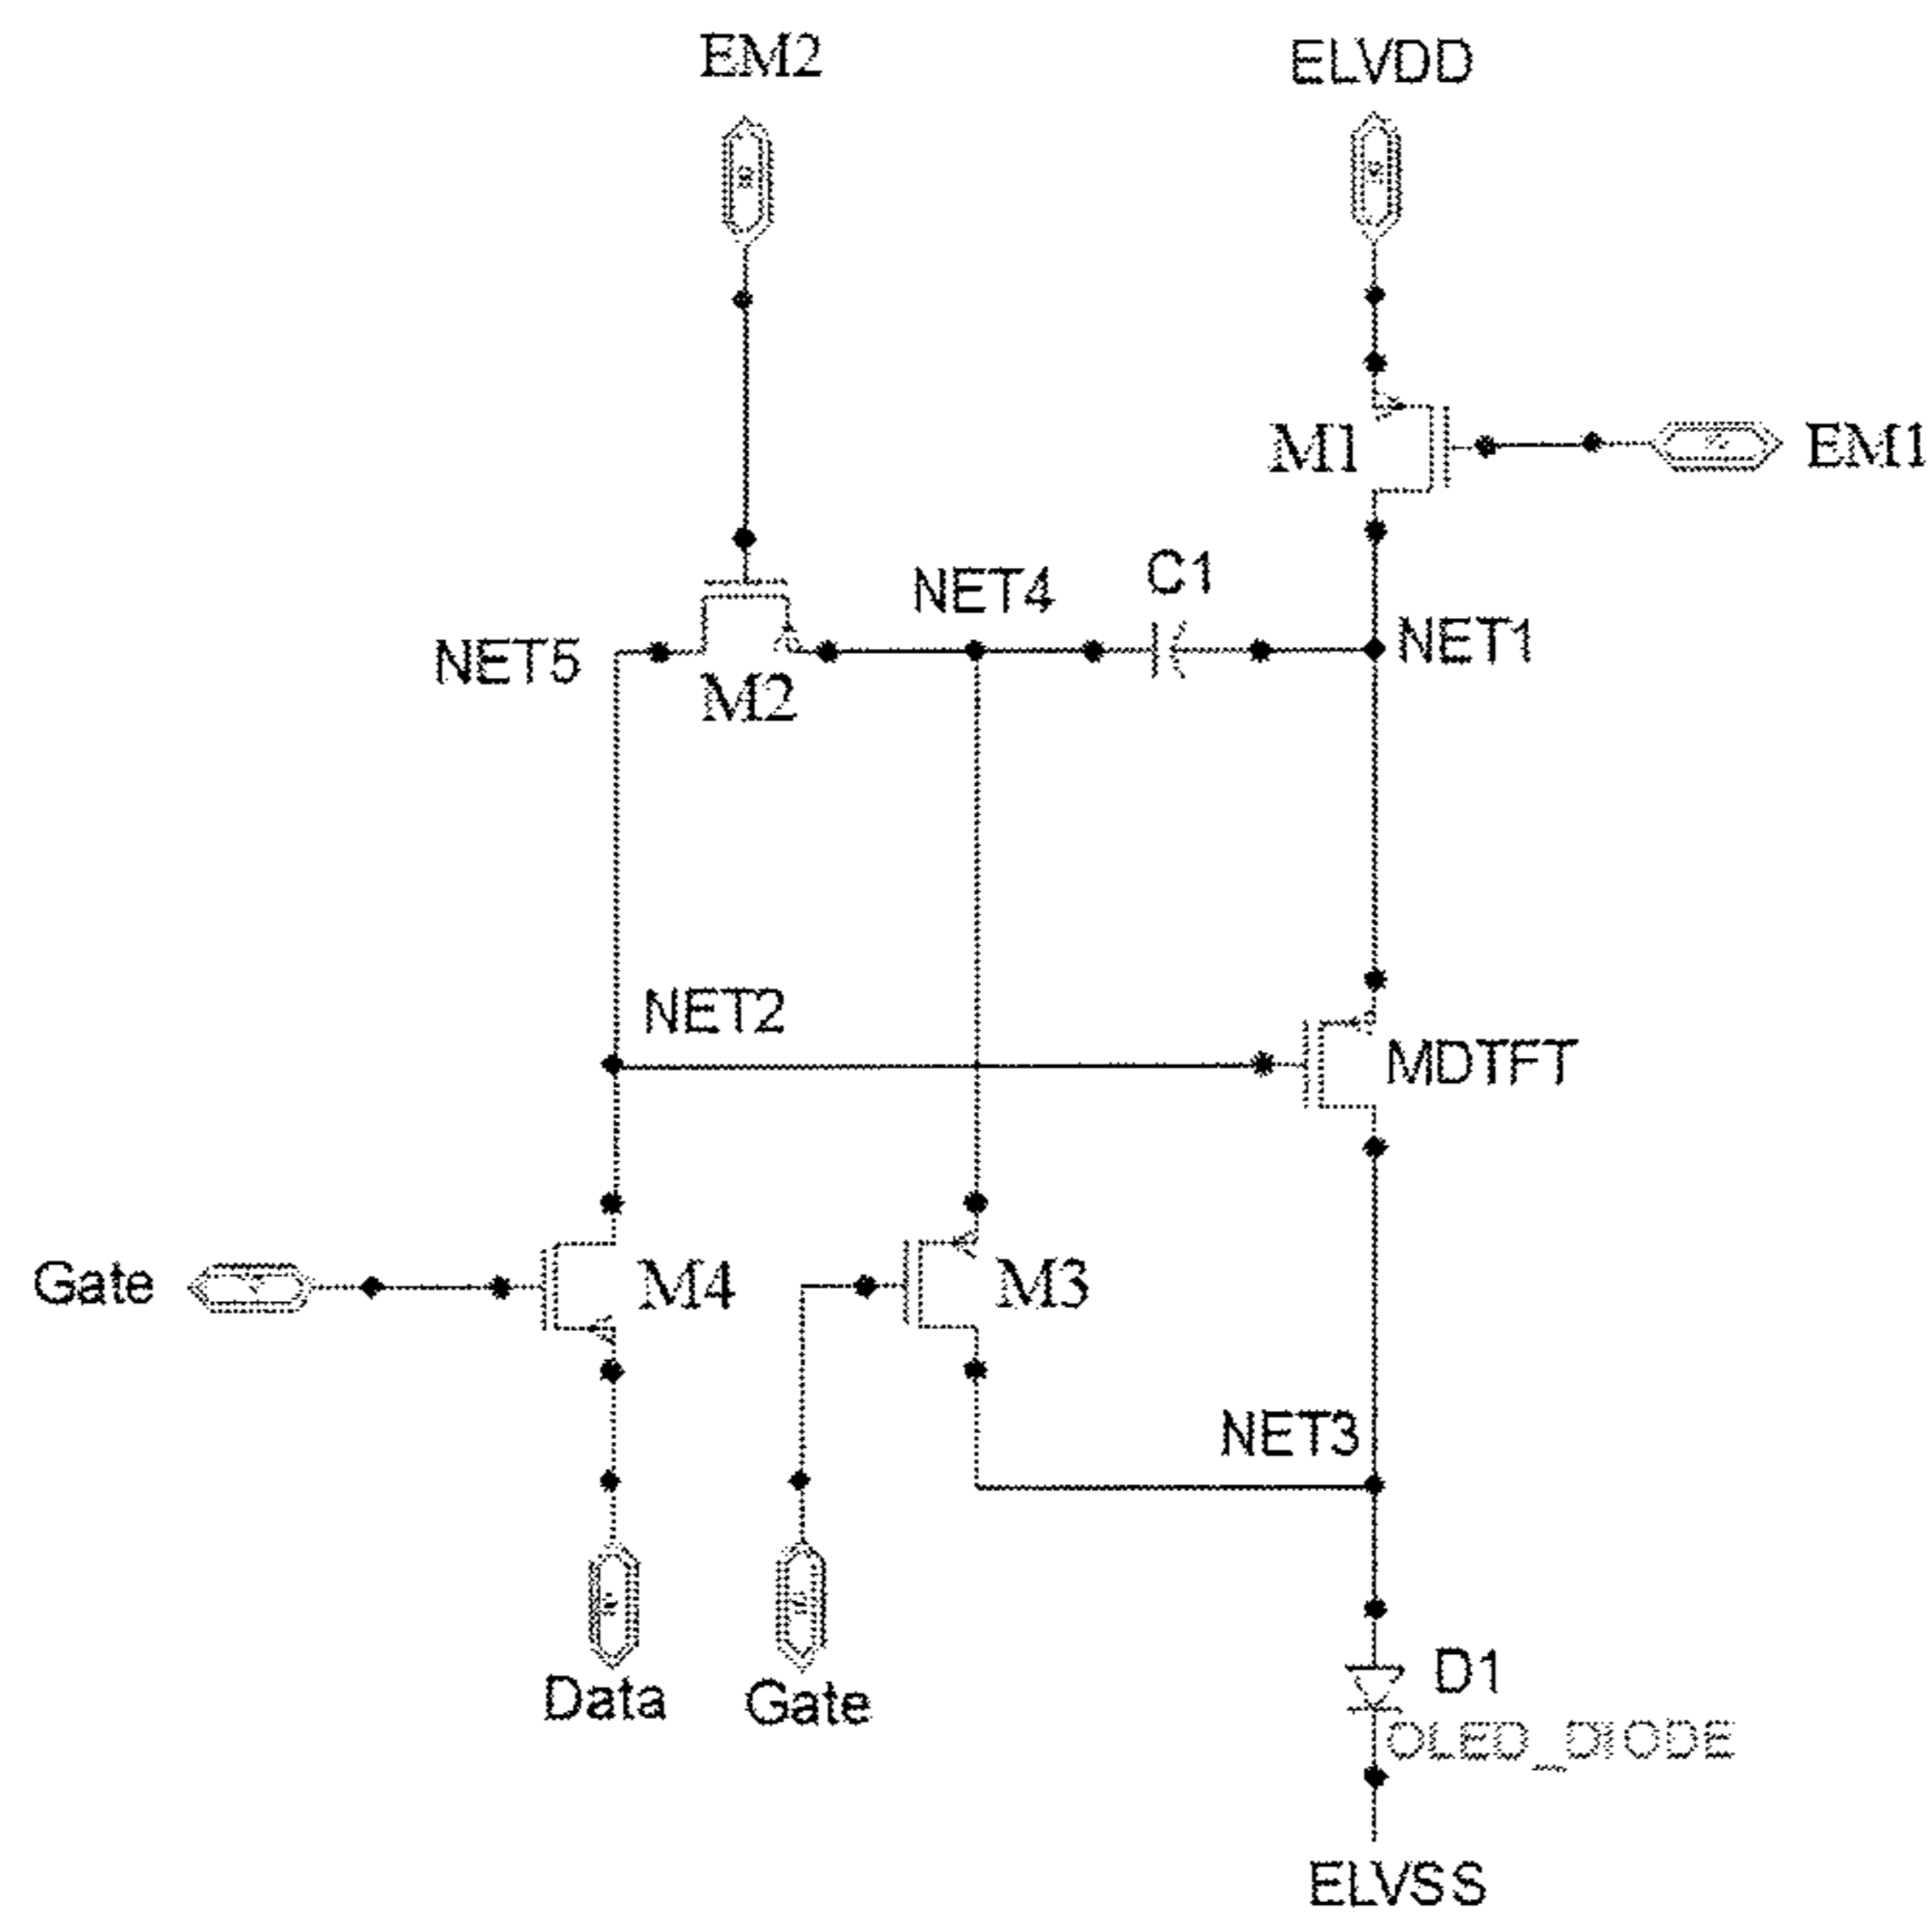 EM2
ELVDD
M1
EM1
C1
NET4
NET1
NET5
M2
NET2
MDTFT
Gate
M4
M3
NET3
Data
Gate
D1
OLED_DIODE
ELVSS